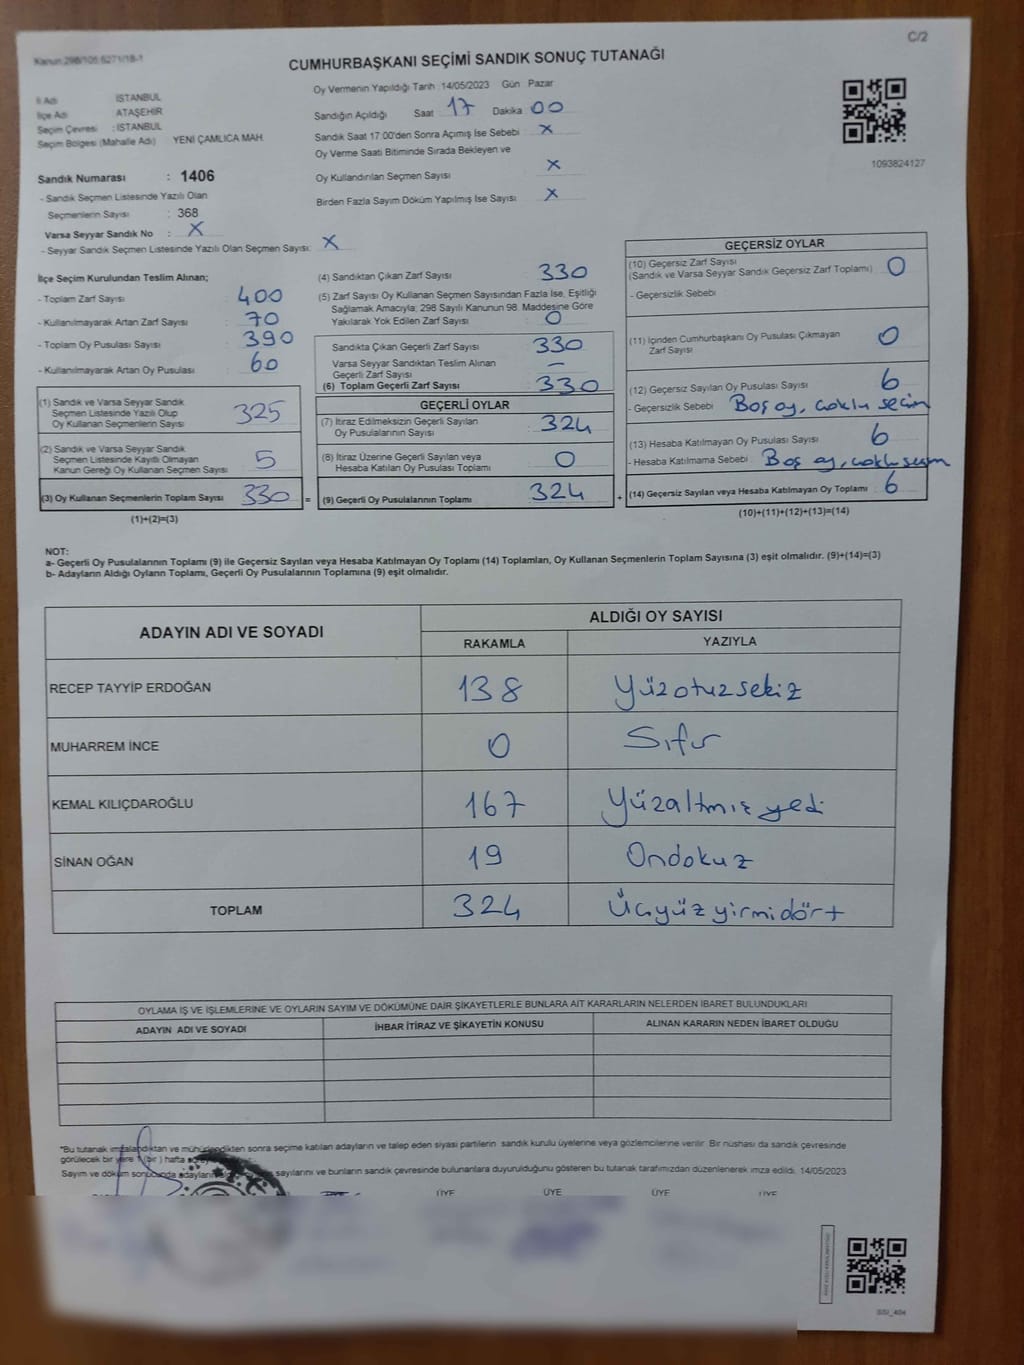 Kanun:298/105.6271/18-1
C/2
CUMHURBAŞKANI SEÇİMİ SANDIK SONUÇ TUTANAĞI
İl Adı : İSTANBUL
İlçe Adı : ATAŞEHİR
Seçim Çevresi : İSTANBUL
Seçim Bölgesi (Mahalle Adı) YENİ ÇAMLICA MAH.
Sandık Numarası : 1406
- Sandık Seçmen Listesinde Yazılı Olan
Seçmenlerin Sayısı : 368
Varsa Seyyar Sandık No : X
- Seyyar Sandık Seçmen Listesinde Yazılı Olan Seçmen Sayısı: X
Oy Vermenin Yapıldığı Tarih :14/05/2023 Gün Pazar
Sandığın Açıldığı Saat 17 Dakika 00
Sandık Saat 17:00'den Sonra Açımış İse Sebebi : X
Oy Verme Saati Bitiminde Sırada Bekleyen ve
Oy Kullandırılan Seçmen Sayısı : X
Birden Fazla Sayım Döküm Yapılmış İse Sayısı : X
1093824127
İlçe Seçim Kurulundan Teslim Alınan;
- Toplam Zarf Sayısı : 400
- Kullanılmayarak Artan Zarf Sayısı : 70
- Toplam Oy Pusulası Sayısı : 390
- Kullanılmayarak Artan Oy Pusulası : 60
(1) Sandık ve Varsa Seyyar Sandık
Seçmen Listesinde Yazılı Olup
Oy Kullanan Seçmenlerin Sayısı 325
(2) Sandık ve Varsa Seyyar Sandık
Seçmen Listesinde Kayıtlı Olmayan
Kanun Gereği Oy Kullanan Seçmen Sayısı 5
(3) Oy Kullanan Seçmenlerin Toplam Sayısı 330 =
(1)+(2)=(3)
(4) Sandıktan Çıkan Zarf Sayısı : 330
(5) Zarf Sayısı Oy Kullanan Seçmen Sayısından Fazla İse, Eşitliği
Sağlamak Amacıyla; 298 Sayılı Kanunun 98. Maddesine Göre
Yakılarak Yok Edilen Zarf Sayısı : 0
Sandıkta Çıkan Geçerli Zarf Sayısı : 330
Varsa Seyyar Sandıktan Teslim Alınan
Geçerli Zarf Sayısı : —
(6) Toplam Geçerli Zarf Sayısı : 330
GEÇERLİ OYLAR
(7) İtiraz Edilmeksizin Geçerli Sayılan
Oy Pusulalarının Sayısı : 324
(8) İtiraz Üzerine Geçerli Sayılan veya
Hesaba Katılan Oy Pusulası Toplamı : 0
(9) Geçerli Oy Pusulalarının Toplamı : 324 +
GEÇERSİZ OYLAR
(10) Geçersiz Zarf Sayısı
(Sandık ve Varsa Seyyar Sandık Geçersiz Zarf Toplamı) : 0
- Geçersizlik Sebebi :
(11) İçinden Cumhurbaşkanı Oy Pusulası Çıkmayan
Zarf Sayısı : 0
(12) Geçersiz Sayılan Oy Pusulası Sayısı : 6
- Geçersizlik Sebebi : Boş oy, çoklu seçim
(13) Hesaba Katılmayan Oy Pusulası Sayısı : 6
- Hesaba Katılmama Sebebi : Boş oy, çoklu seçim
(14) Geçersiz Sayılan veya Hesaba Katılmayan Oy Toplamı : 6
(10)+(11)+(12)+(13)=(14)
NOT:
a- Geçerli Oy Pusulalarının Toplamı (9) ile Geçersiz Sayılan veya Hesaba Katılmayan Oy Toplamı (14) Toplamları, Oy Kullanan Seçmenlerin Toplam Sayısına (3) eşit olmalıdır. (9)+(14)=(3)
b- Adayların Aldığı Oyların Toplamı, Geçerli Oy Pusulalarının Toplamına (9) eşit olmalıdır.
ADAYIN ADI VE SOYADI ALDIĞI OY SAYISI
RAKAMLA YAZIYLA
RECEP TAYYİP ERDOĞAN 138 Yüzotuzsekiz
MUHARREM İNCE 0 Sıfır
KEMAL KILIÇDAROĞLU 167 Yüzaltmışyedi
SİNAN OĞAN 19 Ondokuz
TOPLAM 324 Üçyüzyirmidört
OYLAMA İŞ VE İŞLEMLERİNE VE OYLARIN SAYIM VE DÖKÜMÜNE DAİR ŞİKAYETLERLE BUNLARA AİT KARARLARIN NELERDEN İBARET BULUNDUKLARI
ADAYIN ADI VE SOYADI İHBAR İTİRAZ VE ŞİKAYETİN KONUSU ALINAN KARARIN NEDEN İBARET OLDUĞU
*Bu tutanak imzalandıktan ve mühürlendikten sonra seçime katılan adayların ve talep eden siyasi partilerin sandık kurulu üyelerine veya gözlemcilerine verilir. Bir nüshası da sandık çevresinde
görülecek bir yere 1 (bir) hafta
Sayım ve döküm sonucunda adayların sayılarını ve bunların sandık çevresinde bulunanlara duyurulduğunu gösteren bu tutanak tarafımızdan düzenlenerek imza edildi. 14/05/2023
ÜYE ÜYE ÜYE ÜYE